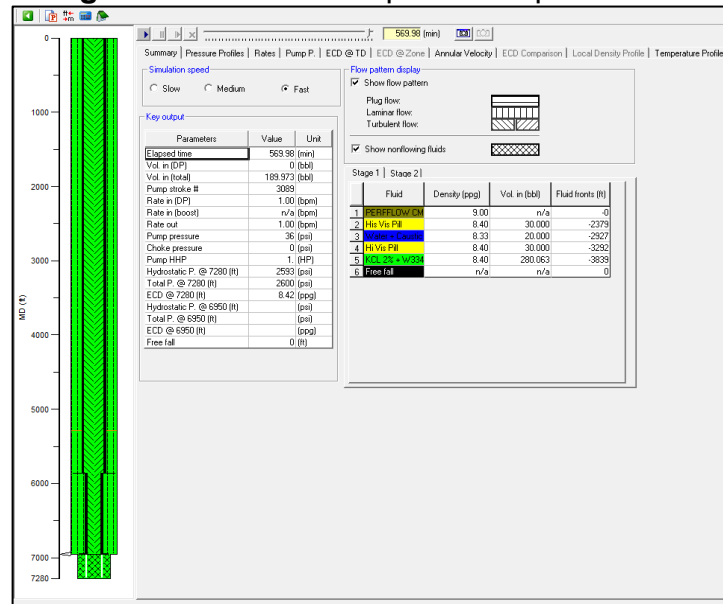 569.98 (min)
Summary Pressure Profiles Rates Pump P. ECD @ TD ECD @ Zone Annular Velocity ECD Comparison Local Density Profile Temperature Profile
Simulation speed
Slow Medium Fast
Flow pattern display
Show flow pattern
Plug flow:
Laminar flow:
Turbulent flow:
Show nonflowing fluids
Key output
Parameters Value Unit
Elapsed time 569.98 (min)
Vol. in (DP) 0 (bbl)
Vol. in (total) 189.973 (bbl)
Pump stroke # 3089
Rate in (DP) 1.00 (bpm)
Rate in (boost) n/a (bpm)
Rate out 1.00 (bpm)
Pump pressure 36 (psi)
Choke pressure 0 (psi)
Pump HHP 1. (HP)
Hydrostatic P. @ 7280 (ft) 2593 (psi)
Total P. @ 7280 (ft) 2600 (psi)
ECD @ 7280 (ft) 8.42 (ppg)
Hydrostatic P. @ 6950 (ft) (psi)
Total P. @ 6950 (ft) (psi)
ECD @ 6950 (ft) (ppg)
Free fall 0 (ft)
Stage 1 Stage 2
Fluid Density (ppg) Vol. in (bbl) Fluid fronts (ft)
1 PERFFLOW CM 9.00 n/a -0
2 His Vis Pill 8.40 30.000 -2379
3 8.33 20.000 -2927
4 Hi Vis Pill 8.40 30.000 -3292
5 KCL 2% + W334 8.40 280.063 -3839
6 Free fall n/a n/a 0
MD (ft)
0
1000
2000
3000
4000
5000
6000
7000
7280